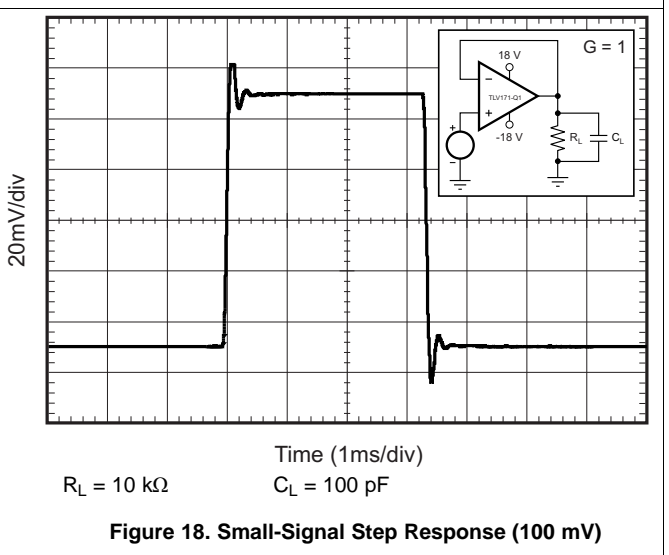 G = 1
18 V
−
TLV171-Q1
+
-18 V
+
−
R_L
C_L
20mV/div
Time (1ms/div)
R_L = 10 kΩ
C_L = 100 pF
Figure 18. Small-Signal Step Response (100 mV)